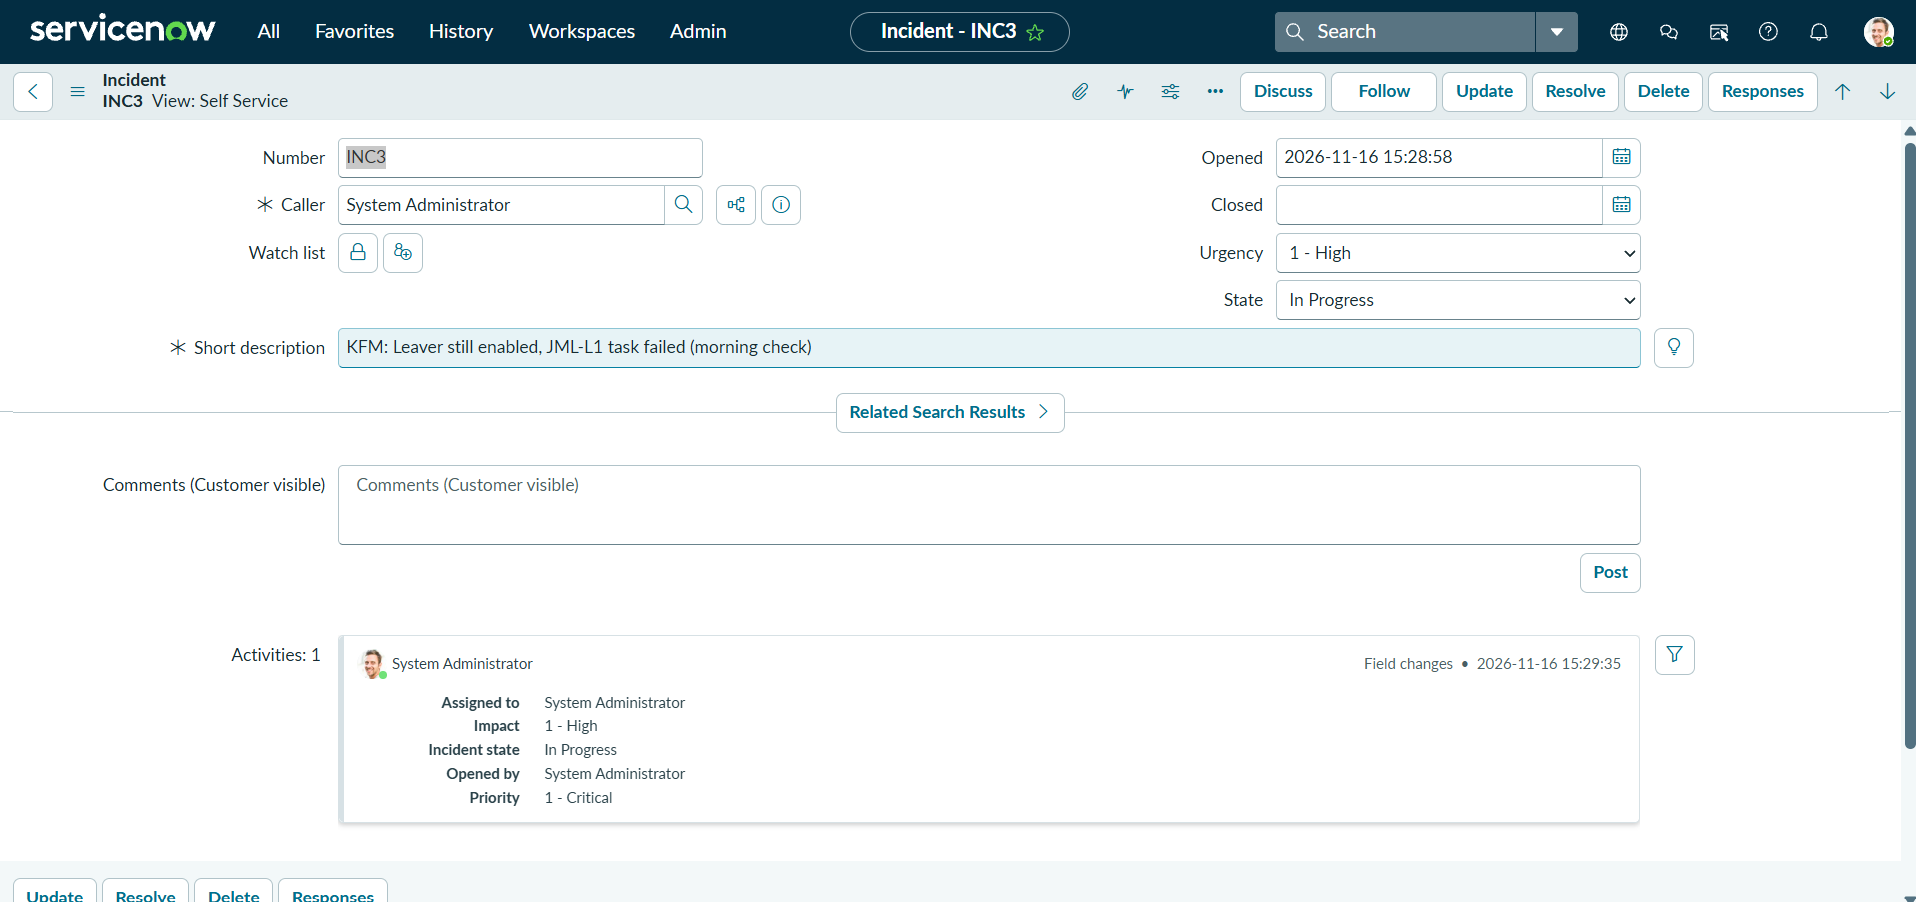 servicenow All Favorites History Workspaces Admin Incident - INC3 Search
Incident
INC3 View: Self Service
Discuss Follow Update Resolve Delete Responses
Number INC3
Opened 2026-11-16 15:28:58
Caller System Administrator
Closed
Watch list
Urgency 1 - High
State In Progress
Short description KFM: Leaver still enabled, JML-L1 task failed (morning check)
Related Search Results
Comments (Customer visible) Comments (Customer visible)
Post
Activities: 1
System Administrator Field changes • 2026-11-16 15:29:35
Assigned to System Administrator
Impact 1 - High
Incident state In Progress
Opened by System Administrator
Priority 1 - Critical
Update Resolve Delete Responses